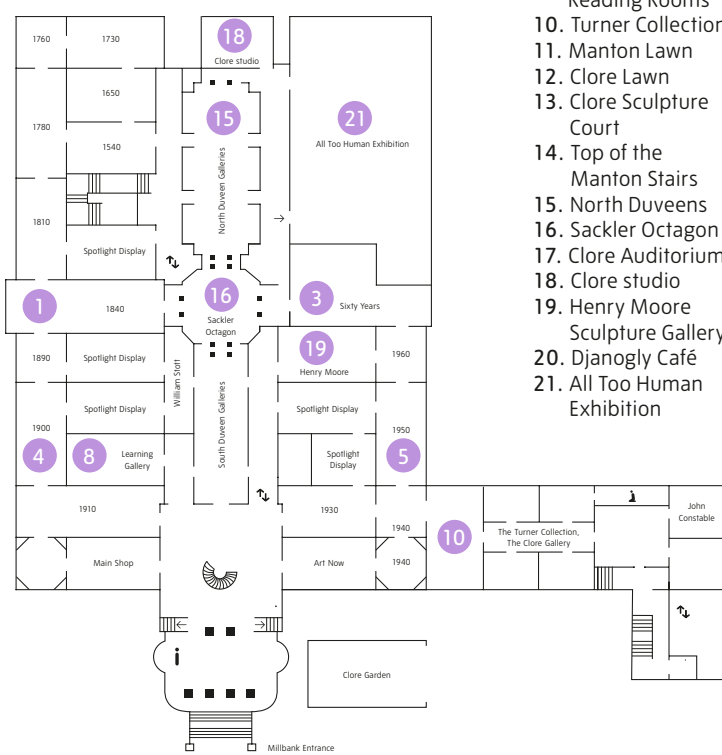 Reading Rooms
10. Turner Collection
11. Manton Lawn
12. Clore Lawn
13. Clore Sculpture
Court
14. Top of the
Manton Stairs
15. North Duveens
16. Sackler Octagon
17. Clore Auditorium
18. Clore studio
19. Henry Moore
Sculpture Gallery
20. Djanogly Café
21. All Too Human
Exhibition
1760
1730
18
Clore studio
1650
15
21
1780
All Too Human Exhibition
1540
North Duveen Galleries
1810
Spotlight Display
1
1840
16
Sackler
Octagon
3
Sixty Years
19
Henry Moore
1890
Spotlight Display
William Stott
1960
Spotlight Display
South Duveen Galleries
Spotlight Display
1900
1950
4
8
Learning
Gallery
Spotlight
Display
5
1910
1930
1940
10
The Turner Collection,
The Clore Gallery
i
John
Constable
Main Shop
Art Now
1940
i
Clore Garden
Millbank Entrance